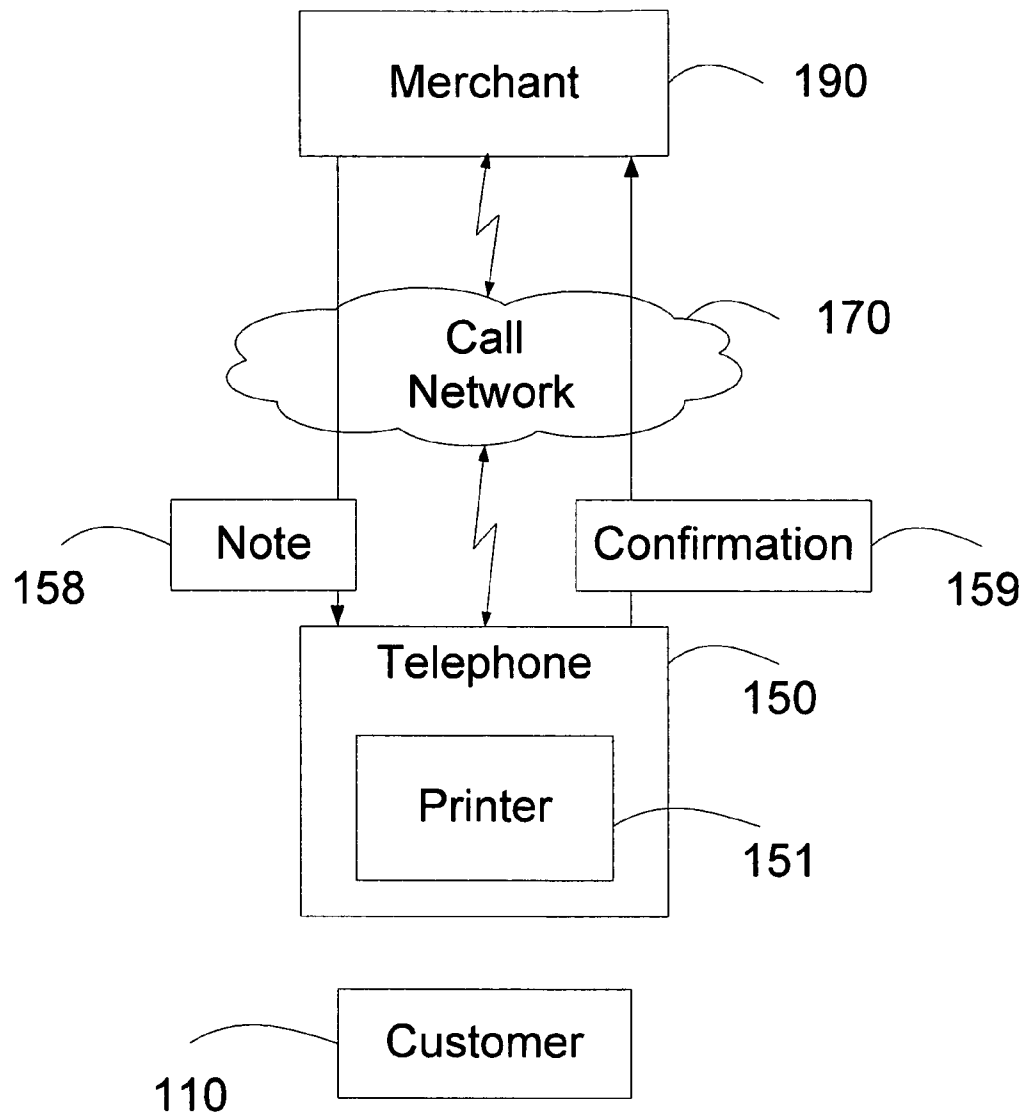 Merchant
190
Call
Network
170
Note
158
Confirmation
159
Telephone
150
Printer
151
Customer
110